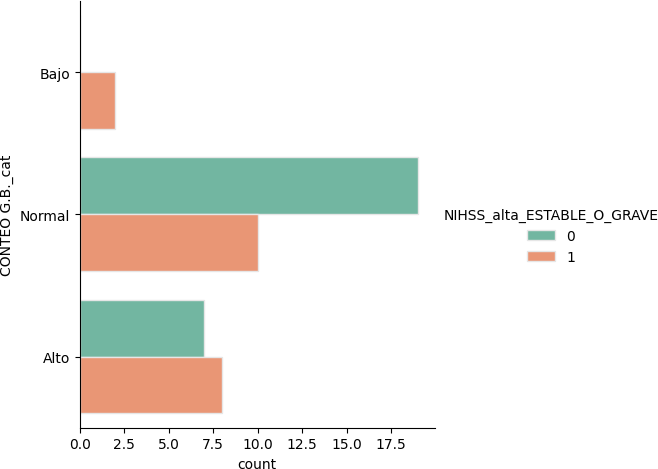 CONTEO G.B._cat
Bajo
Normal
Alto
0.0 2.5 5.0 7.5 10.0 12.5 15.0 17.5
count
NIHSS_alta_ESTABLE_O_GRAVE
0
1